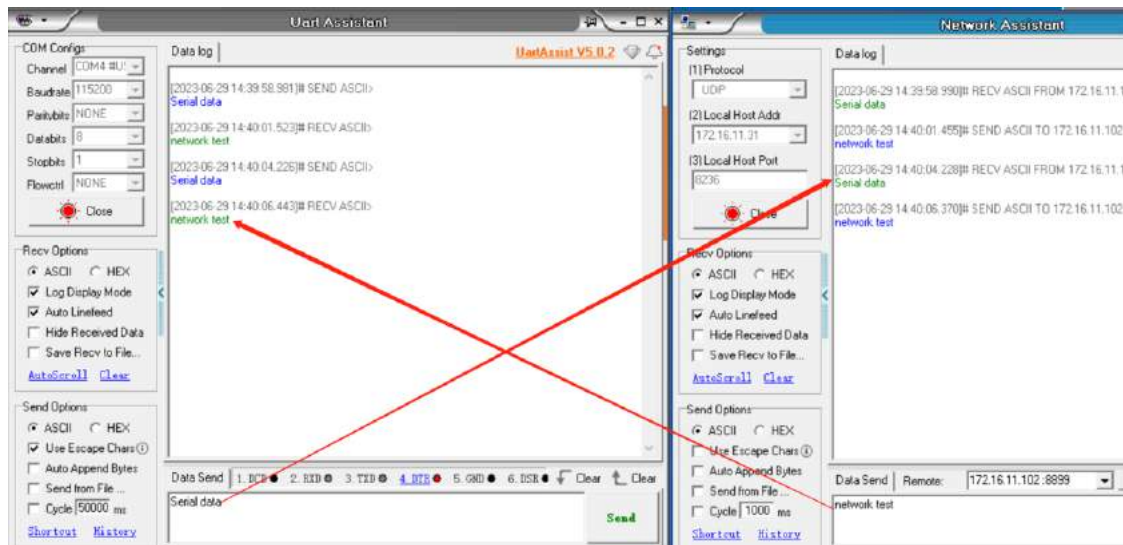 Uart Assistant
COM Configs
Channel COM4 #U:
Baudrate 115200
Paritybits NONE
Databits 8
Stopbits 1
Flowctrl NONE
Close
Recv Options
ASCII HEX
Log Display Mode
Auto Linefeed
Hide Received Data
Save Recv to File...
AutoScroll Clear
Send Options
ASCII HEX
Use Escape Chars
Auto Append Bytes
Send from File ...
Cycle 50000 ms
Shortcut History
Data log
UartAssist V5.0.2
[2023-06-29 14:39:58.981]# SEND ASCII>
Serial data
[2023-06-29 14:40:01.523]# RECV ASCII>
network test
[2023-06-29 14:40:04.226]# SEND ASCII>
Serial data
[2023-06-29 14:40:06.443]# RECV ASCII>
network test
Data Send 1. DCD 2. RXD 3. TXD 4. DTR 5. GND 6. DSR Clear Clear
Serial data
Send
Network Assistant
Settings
(1) Protocol
UDP
(2) Local Host Addr
172.16.11.31
(3) Local Host Port
8236
Close
Recv Options
ASCII HEX
Log Display Mode
Auto Linefeed
Hide Received Data
Save Recv to File...
AutoScroll Clear
Send Options
ASCII HEX
Use Escape Chars
Auto Append Bytes
Send from File ...
Cycle 1000 ms
Shortcut History
Data log
[2023-06-29 14:39:58.990]# RECV ASCII FROM 172.16.11.1
Serial data
[2023-06-29 14:40:01.455]# SEND ASCII TO 172.16.11.102
network test
[2023-06-29 14:40:04.228]# RECV ASCII FROM 172.16.11.1
Serial data
[2023-06-29 14:40:06.370]# SEND ASCII TO 172.16.11.102
network test
Data Send Remote: 172.16.11.102 :8899
network test